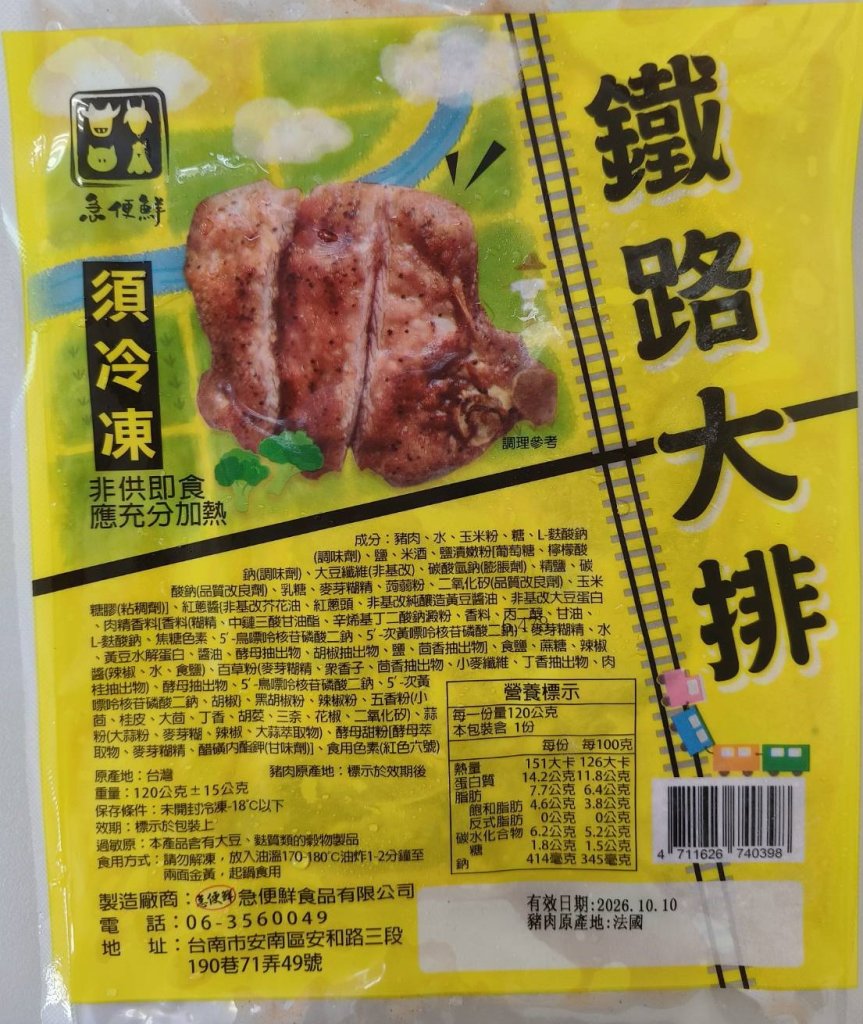 鐵路大排
急便鮮
須冷凍
非供即食
應充分加熱
調理參考
成分：豬肉、水、玉米粉、糖、L-麩酸鈉
(調味劑)、鹽、米酒、鹽漬嫩粉[葡萄糖、檸檬酸
鈉(調味劑)、大豆纖維(非基改)、碳酸氫鈉(膨脹劑)、精鹽、碳
酸鈉(品質改良劑)、乳糖、麥芽糊精、蒟蒻粉、二氧化矽(品質改良劑)、玉米
糖膠(粘稠劑)]、紅蔥醬(非基改芥花油、紅蔥頭、非基改純釀造黃豆醬油、非基改大豆蛋白
、肉精香料[香料(糊精、中鏈三酸甘油酯、辛烯基丁二酸鈉澱粉、香料、丙二醇、甘油、
L-麩酸鈉、焦糖色素、5´-鳥嘌呤核苷磷酸二鈉、5´-次黃嘌呤核苷磷酸二鈉)、麥芽糊精、水
、黃豆水解蛋白、醬油、酵母抽出物、胡椒抽出物、鹽、茴香抽出物]、食鹽、蔗糖、辣椒
醬(辣椒、水、食鹽)、百草粉(麥芽糊精、眾香子、茴香抽出物、小麥纖維、丁香抽出物、肉
桂抽出物)、酵母抽出物、5´-鳥嘌呤核苷磷酸二鈉、5´-次黃
嘌呤核苷磷酸二鈉、胡椒)、黑胡椒粉、辣椒粉、五香粉(小
茴、桂皮、大茴、丁香、胡荽、三奈、花椒、二氧化矽)、蒜
粉(大蒜粉、麥芽糊、辣椒、大蒜萃取物)、酵母甜粉[酵母萃
取物、麥芽糊精、醋磺內酯鉀(甘味劑)]、食用色素(紅色六號)
原產地：台灣　豬肉原產地：標示於效期後
重量：120公克±15公克
保存條件：未開封冷凍-18°C以下
效期：標示於包裝上
過敏原：本產品含有大豆、麩質類的穀物製品
食用方式：請勿解凍，放入油溫170-180°C油炸1-2分鐘至
兩面金黃，起鍋食用
營養標示
每一份量120公克
本包裝含 1份
每份 每100克
熱量 151大卡 126大卡
蛋白質 14.2公克 11.8公克
脂肪 7.7公克 6.4公克
飽和脂肪 4.6公克 3.8公克
反式脂肪 0公克 0公克
碳水化合物 6.2公克 5.2公克
糖 1.8公克 1.5公克
鈉 414毫克 345毫克
4 711626 740398
製造廠商：急便鮮 急便鮮食品有限公司
電　話：06-3560049
地　址：台南市安南區安和路三段
190巷71弄49號
有效日期:2026.10.10
豬肉原產地:法國